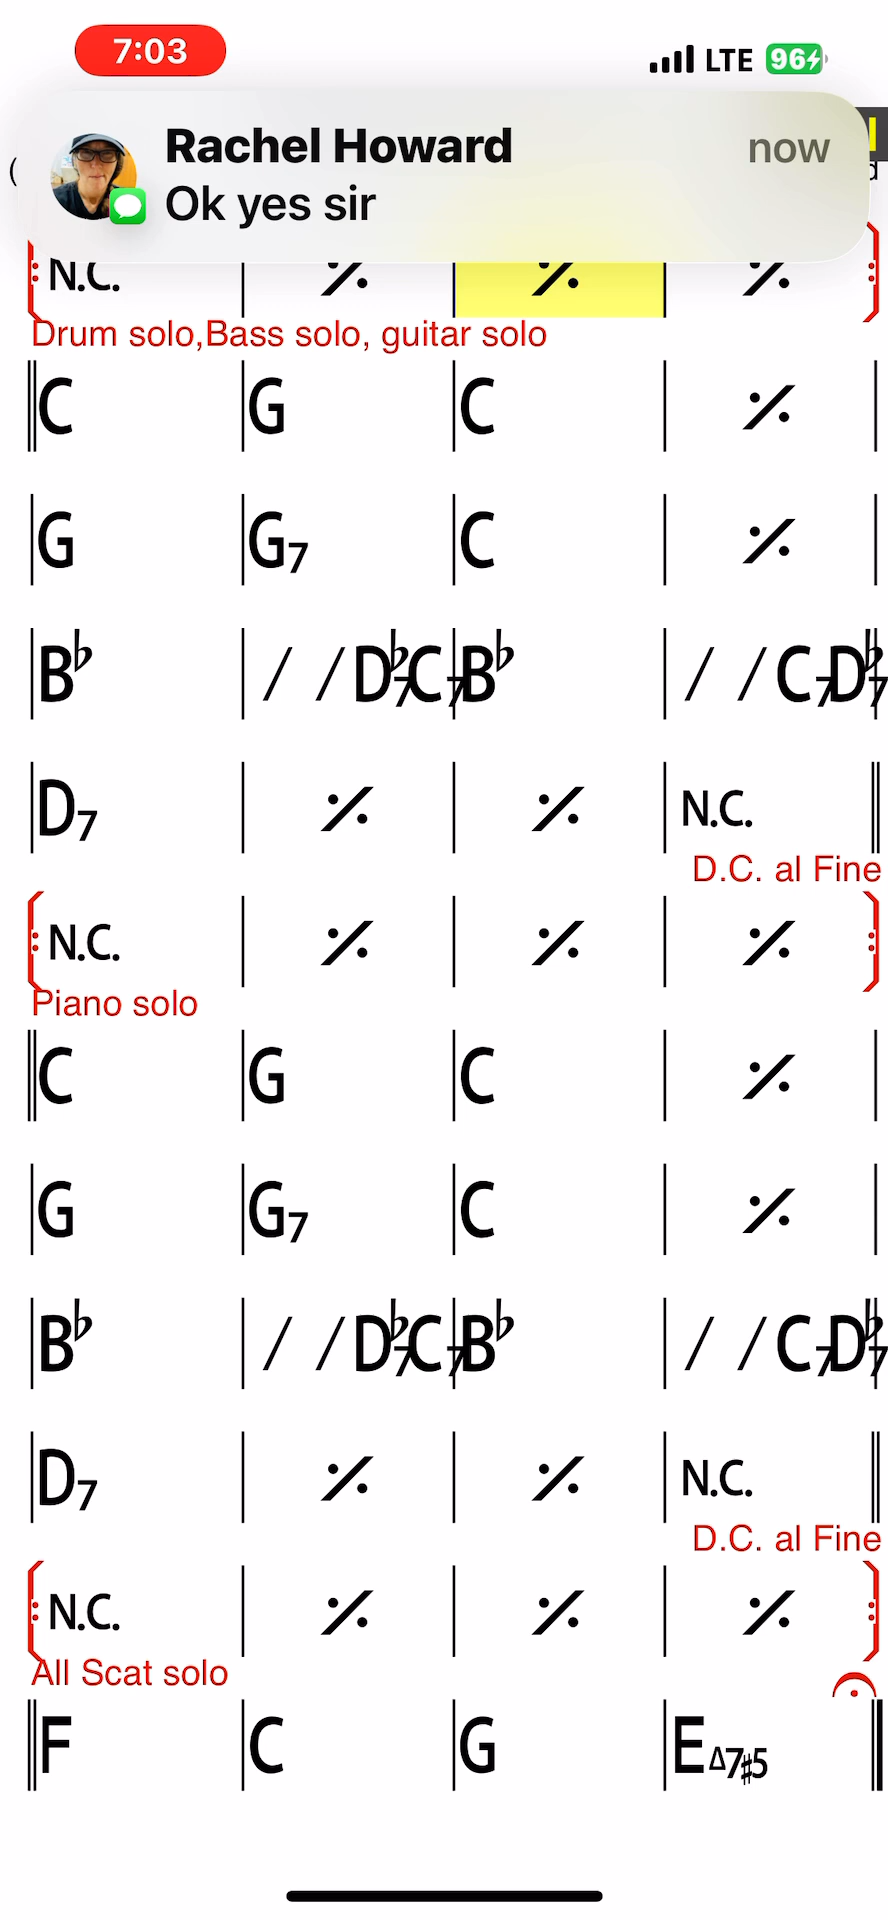 7:03
LTE 96
Rachel Howard now
Ok yes sir
N.C.
Drum solo,Bass solo, guitar solo
C G C
G G7 C
B♭ / / D♭7 C7 B♭ / / C7 D♭7
D7 N.C.
D.C. al Fine
N.C.
Piano solo
C G C
G G7 C
B♭ / / D♭7 C7 B♭ / / C7 D♭7
D7 N.C.
D.C. al Fine
N.C.
All Scat solo
F C G EΔ7♯5